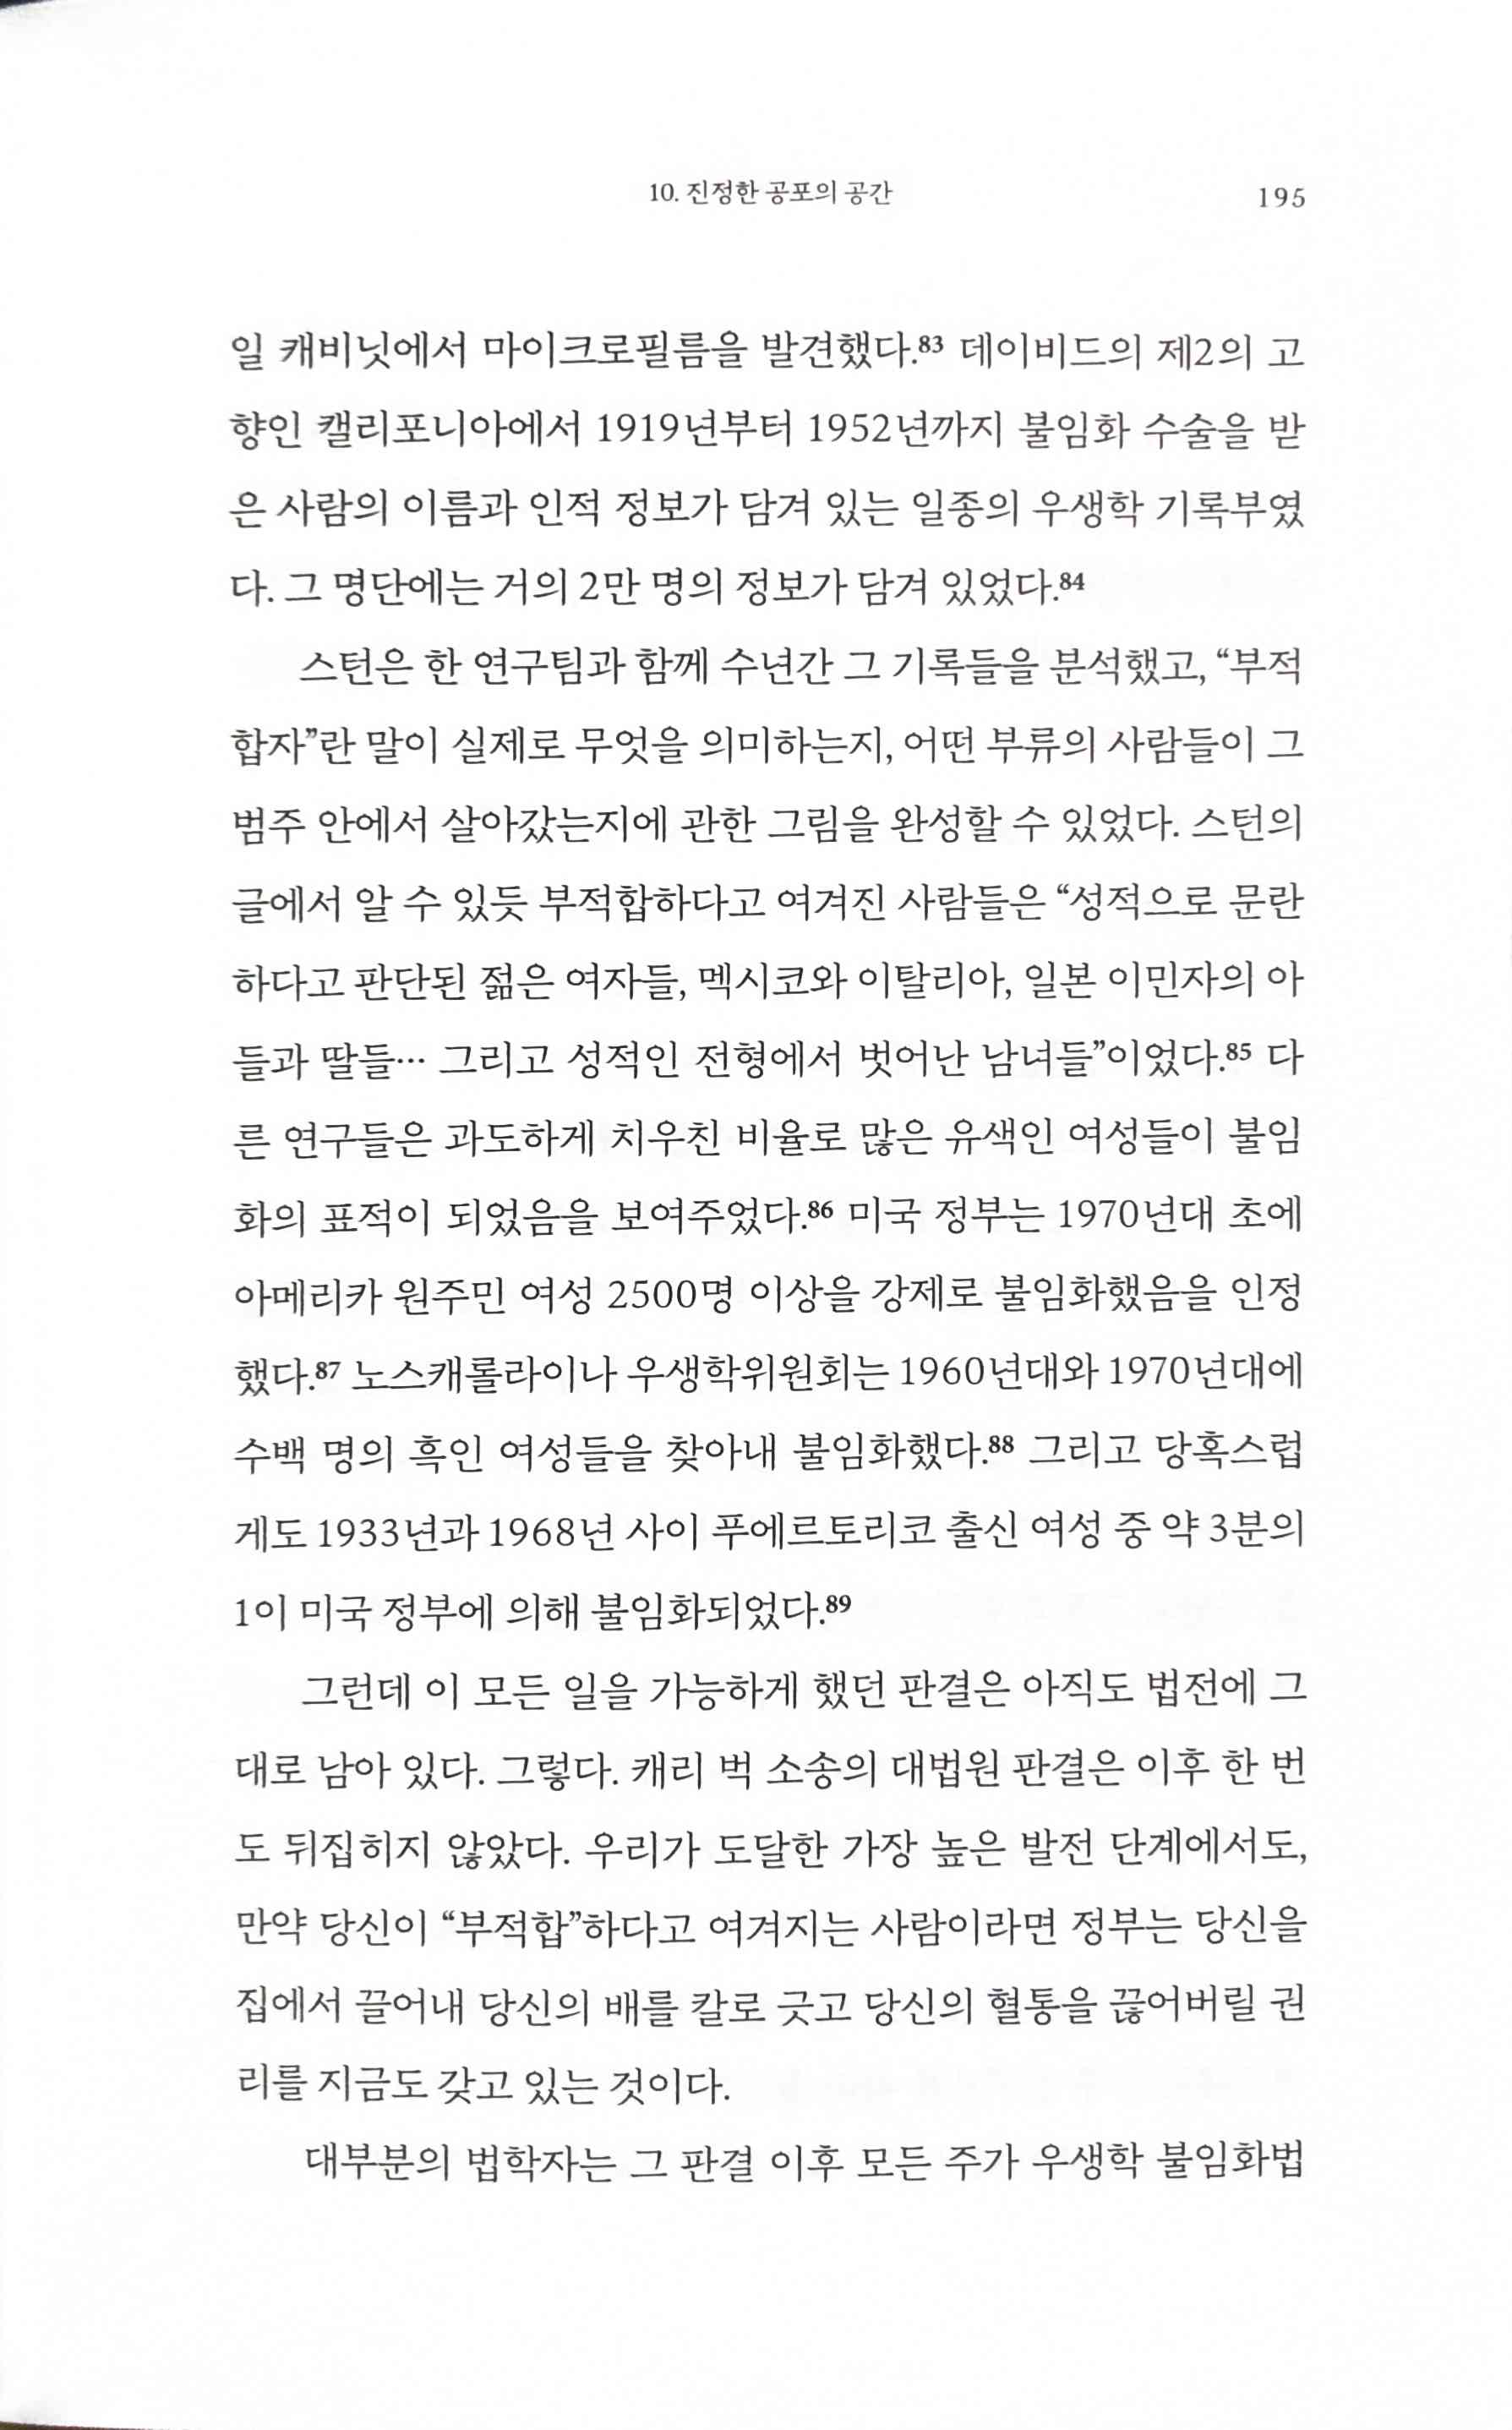 10. 진정한 공포의 공간
195
일 캐비닛에서 마이크로필름을 발견했다.83 데이비드의 제2의 고
향인 캘리포니아에서 1919년부터 1952년까지 불임화 수술을 받
은 사람의 이름과 인적 정보가 담겨 있는 일종의 우생학 기록부였
다. 그 명단에는 거의 2만 명의 정보가 담겨 있었다.84
스턴은 한 연구팀과 함께 수년간 그 기록들을 분석했고, “부적
합자”란 말이 실제로 무엇을 의미하는지, 어떤 부류의 사람들이 그
범주 안에서 살아갔는지에 관한 그림을 완성할 수 있었다. 스턴의
글에서 알 수 있듯 부적합하다고 여겨진 사람들은 “성적으로 문란
하다고 판단된 젊은 여자들, 멕시코와 이탈리아, 일본 이민자의 아
들과 딸들… 그리고 성적인 전형에서 벗어난 남녀들”이었다.85 다
른 연구들은 과도하게 치우친 비율로 많은 유색인 여성들이 불임
화의 표적이 되었음을 보여주었다.86 미국 정부는 1970년대 초에
아메리카 원주민 여성 2500명 이상을 강제로 불임화했음을 인정
했다.87 노스캐롤라이나 우생학위원회는 1960년대와 1970년대에
수백 명의 흑인 여성들을 찾아내 불임화했다.88 그리고 당혹스럽
게도 1933년과 1968년 사이 푸에르토리코 출신 여성 중 약 3분의
1이 미국 정부에 의해 불임화되었다.89
그런데 이 모든 일을 가능하게 했던 판결은 아직도 법전에 그
대로 남아 있다. 그렇다. 캐리 벅 소송의 대법원 판결은 이후 한 번
도 뒤집히지 않았다. 우리가 도달한 가장 높은 발전 단계에서도,
만약 당신이 “부적합”하다고 여겨지는 사람이라면 정부는 당신을
집에서 끌어내 당신의 배를 칼로 긋고 당신의 혈통을 끊어버릴 권
리를 지금도 갖고 있는 것이다.
대부분의 법학자는 그 판결 이후 모든 주가 우생학 불임화법